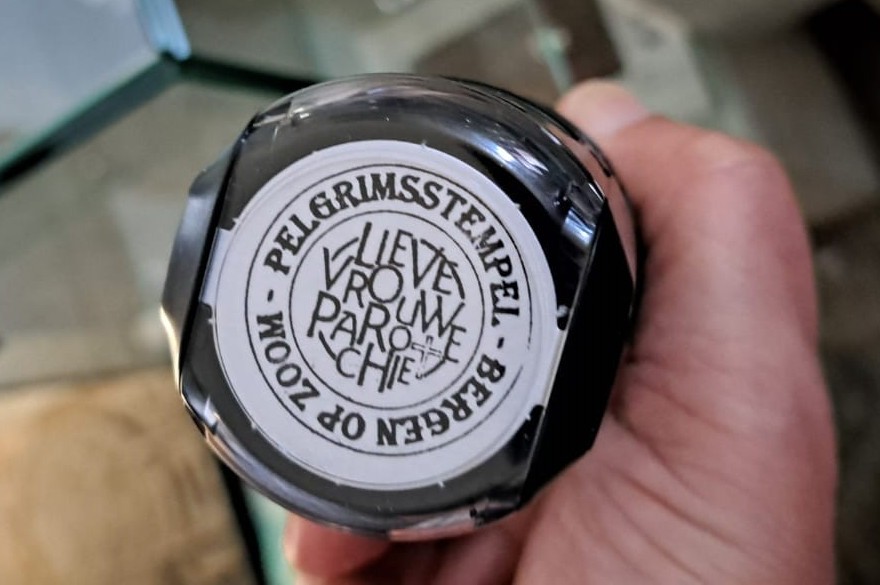 PELGRIMSSTEMPEL - BERGEN OP ZOOM -
LIEVE
VROUWE
PAROCHIE